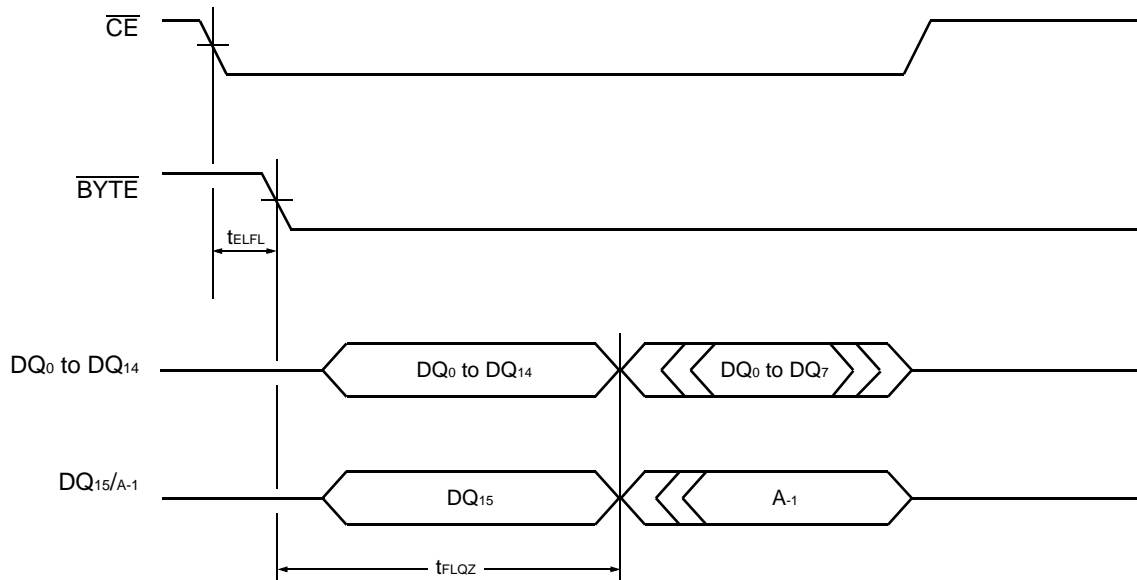 CE
BYTE
tELFL
DQ0 to DQ14
DQ0 to DQ14
DQ0 to DQ7
DQ15/A-1
DQ15
A-1
tFLQZ